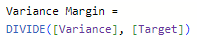 Variance Margin =
DIVIDE([Variance], [Target])